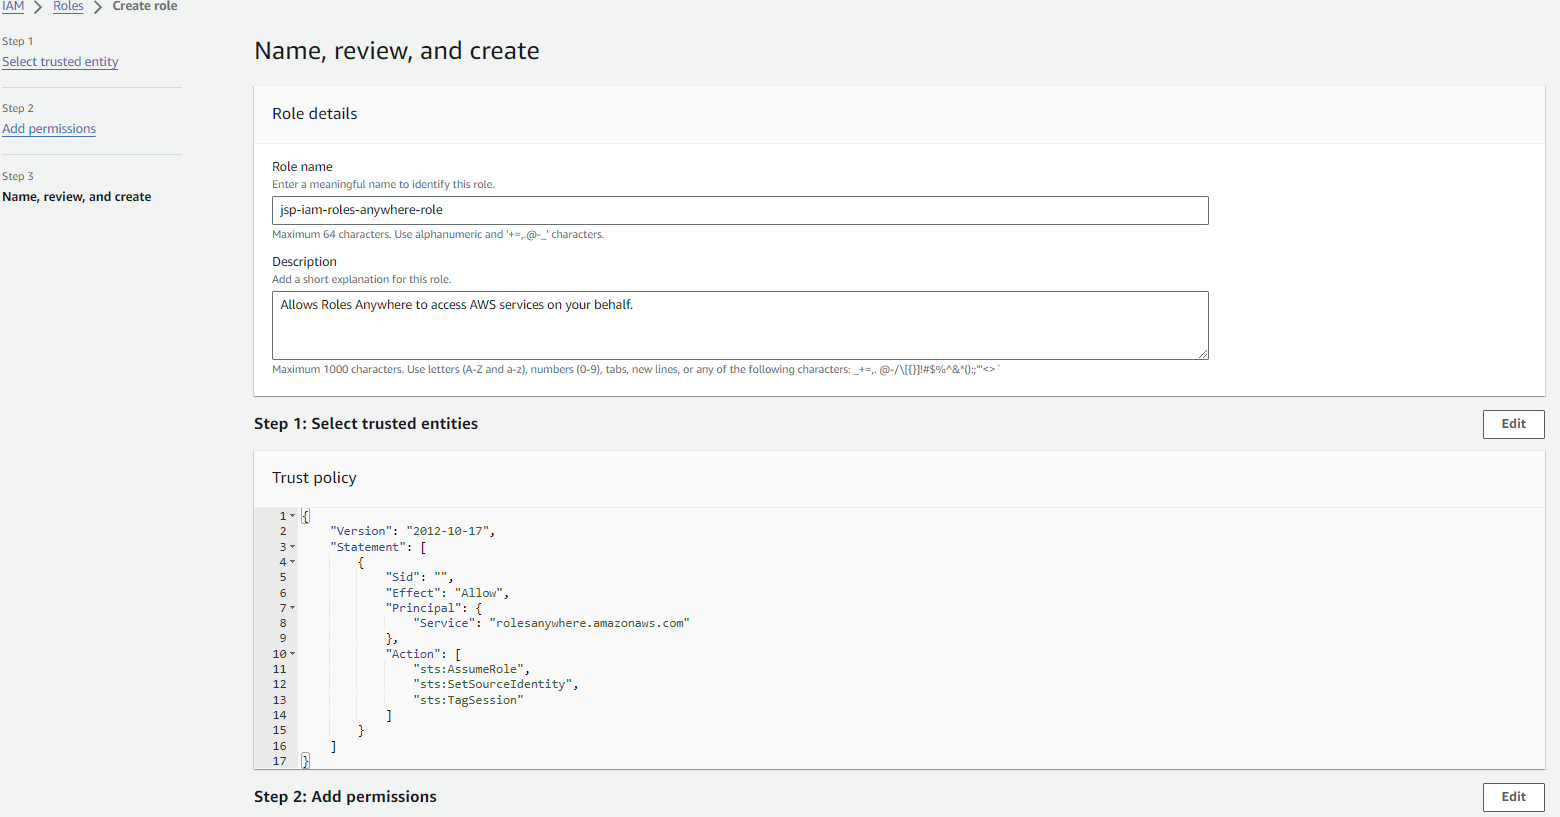 IAM > Roles > Create role
Step 1
Select trusted entity
Step 2
Add permissions
Step 3
Name, review, and create
Name, review, and create
Role details
Role name
Enter a meaningful name to identify this role.
jsp-iam-roles-anywhere-role
Maximum 64 characters. Use alphanumeric and '+=,.@-_' characters.
Description
Add a short explanation for this role.
Allows Roles Anywhere to access AWS services on your behalf.
Maximum 1000 characters. Use letters (A-Z and a-z), numbers (0-9), tabs, new lines, or any of the following characters: _+=,. @-/\[{}]!#$%^&*():;"'<>`
Step 1: Select trusted entities
Edit
Trust policy
1 {
2 "Version": "2012-10-17",
3 "Statement": [
4 {
5 "Sid": "",
6 "Effect": "Allow",
7 "Principal": {
8 "Service": "rolesanywhere.amazonaws.com"
9 },
10 "Action": [
11 "sts:AssumeRole",
12 "sts:SetSourceIdentity",
13 "sts:TagSession"
14 ]
15 }
16 ]
17 }
Step 2: Add permissions
Edit